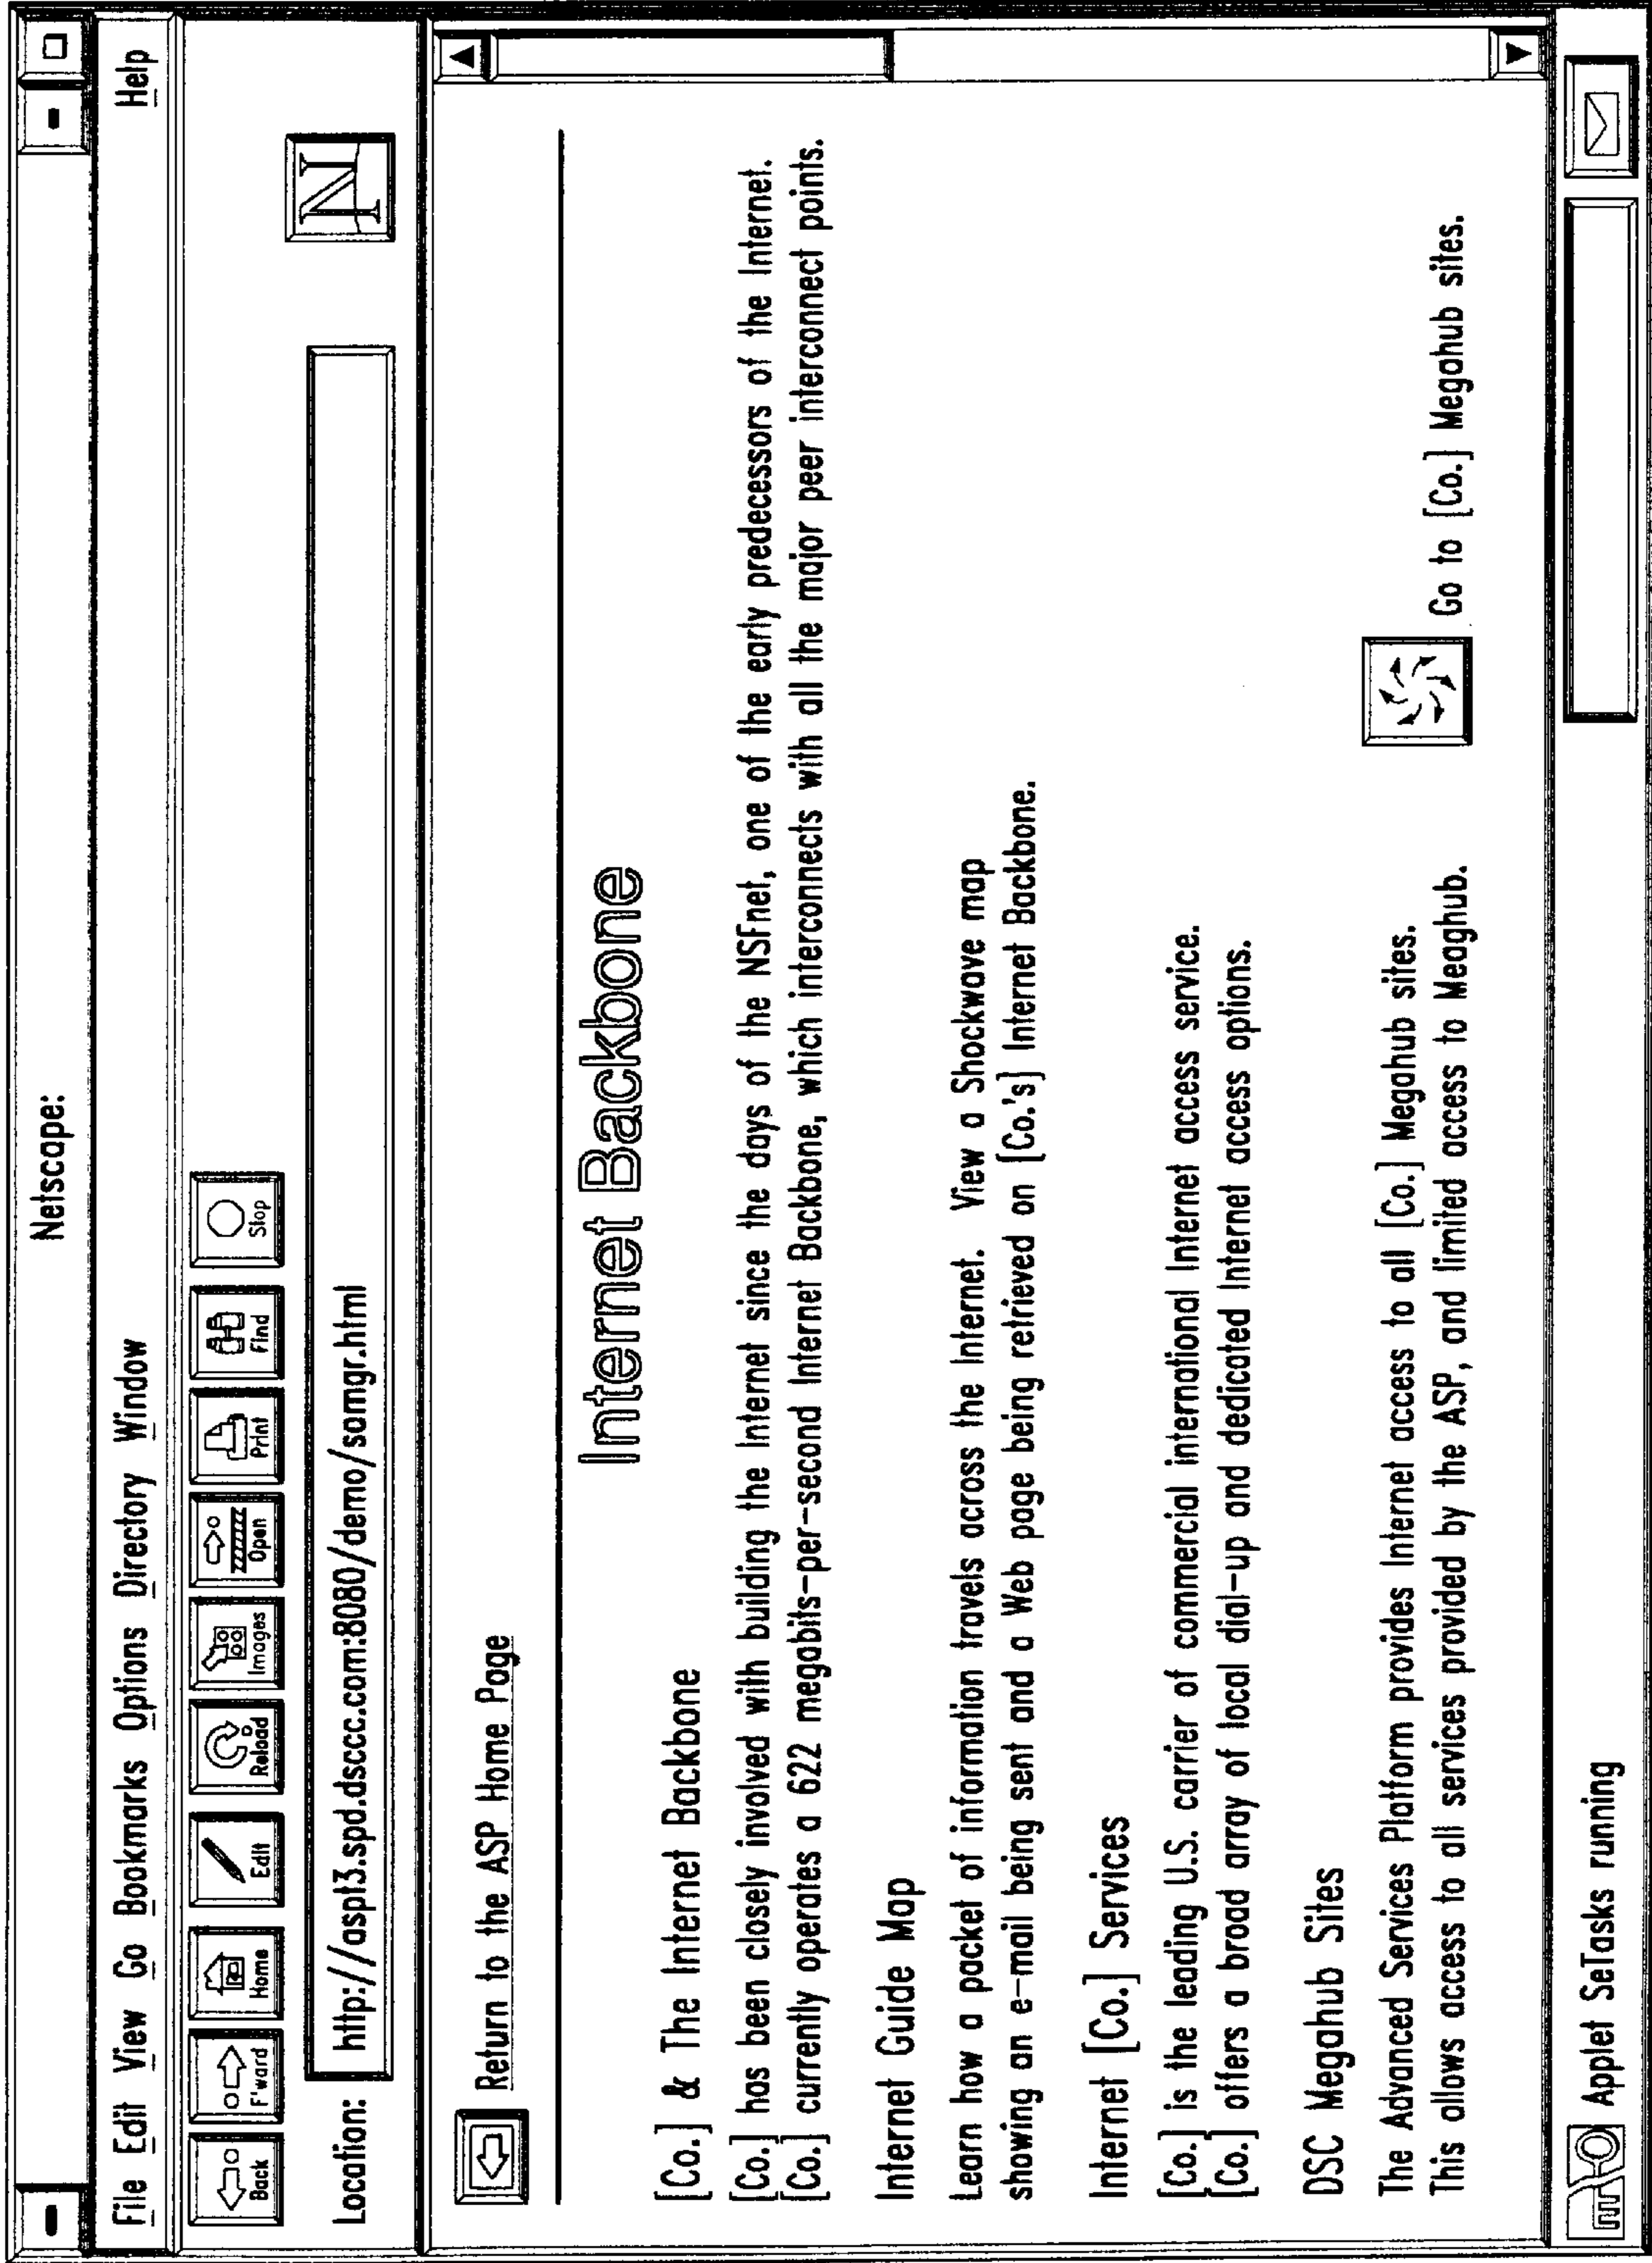 Netscape:
File Edit View Go Bookmarks Options Directory Window Help
Back F'ward Home Edit Reload Images Open Print Find Stop
Location: http://aspt3.spd.dsccc.com:8080/demo/samgr.html
N
Return to the ASP Home Page
Internet Backbone
[Co.] & The Internet Backbone
[Co.] has been closely involved with building the Internet since the days of the NSFnet, one of the early predecessors of the Internet.
[Co.] currently operates a 622 megabits-per-second Internet Backbone, which interconnects with all the major peer interconnect points.
Internet Guide Map
Learn how a packet of information travels across the Internet. View a Shockwave map
showing an e-mail being sent and a Web page being retrieved on [Co.'s] Internet Backbone.
Internet [Co.] Services
[Co.] is the leading U.S. carrier of commercial international Internet access service.
[Co.] offers a broad array of local dial-up and dedicated Internet access options.
DSC Megahub Sites
The Advanced Services Platform provides Internet access to all [Co.] Megahub sites.
This allows access to all services provided by the ASP, and limited access to Meaghub.
Go to [Co.] Megahub sites.
Applet SeTasks running